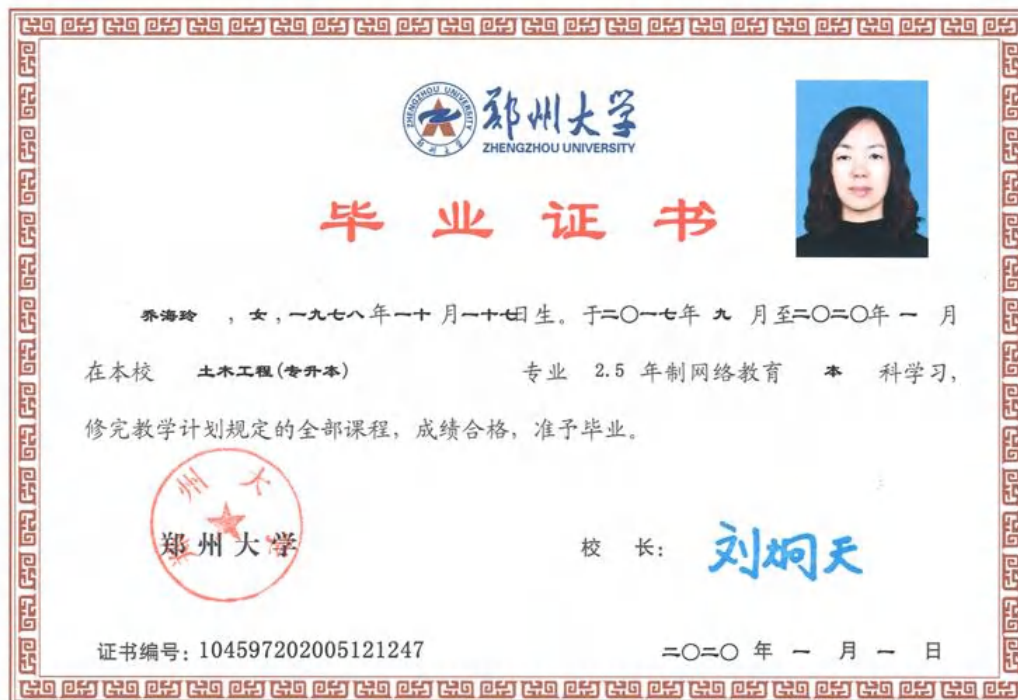 郑州大学
ZHENGZHOU UNIVERSITY
毕业证书
乔海玲 ，女，一九七八年一十月一十七日生。于二〇一七年九月至二〇二〇年一月
在本校 土木工程(专升本) 专业 2.5 年制网络教育 本 科学习，
修完教学计划规定的全部课程，成绩合格，准予毕业。
郑州大学
郑州大学
校 长：刘炯天
证书编号：104597202005121247
二〇二〇年一月一日